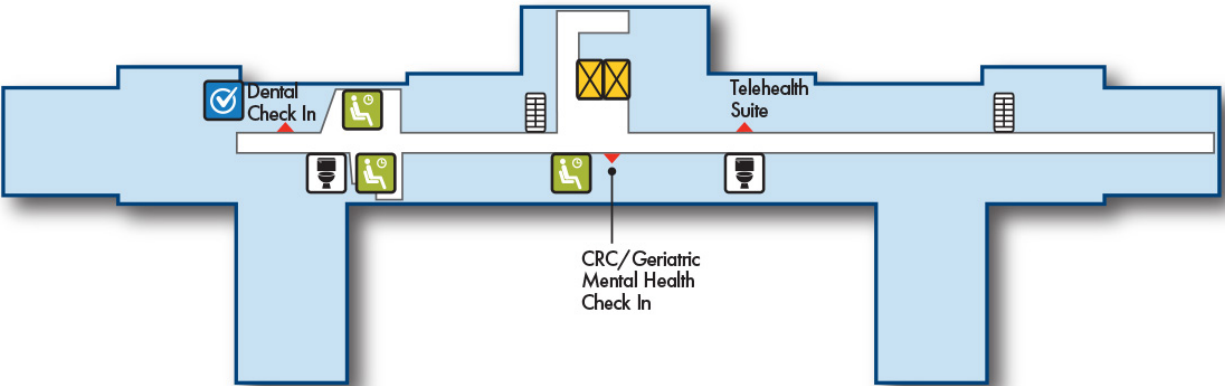 Dental
Check In
Telehealth
Suite
CRC/Geriatric
Mental Health
Check In